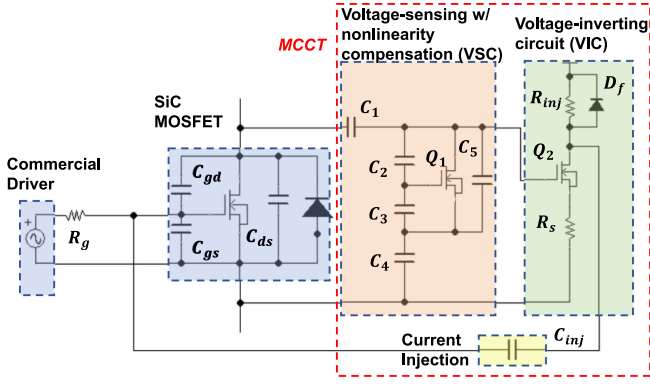 MCCT
Voltage-sensing w/
nonlinearity
compensation (VSC)
Voltage-inverting
circuit (VIC)
SiC
MOSFET
Commercial
Driver
R_g
C_gd
C_gs
C_ds
C_1
C_2
Q_1
C_5
C_3
C_4
R_inj
D_f
Q_2
R_s
Current
Injection
C_inj